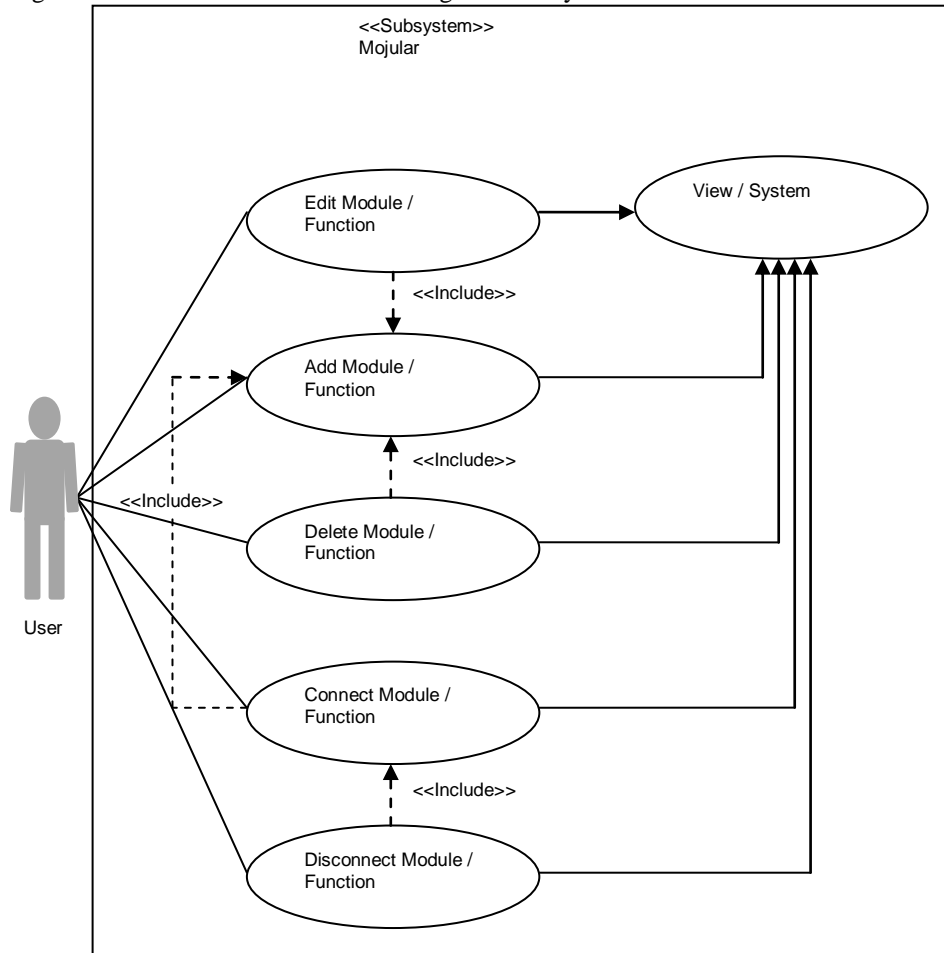 <<Subsystem>>
Mojular
Edit Module /
Function
View / System
<<Include>>
Add Module /
Function
<<Include>>
<<Include>>
Delete Module /
Function
User
Connect Module /
Function
<<Include>>
Disconnect Module /
Function